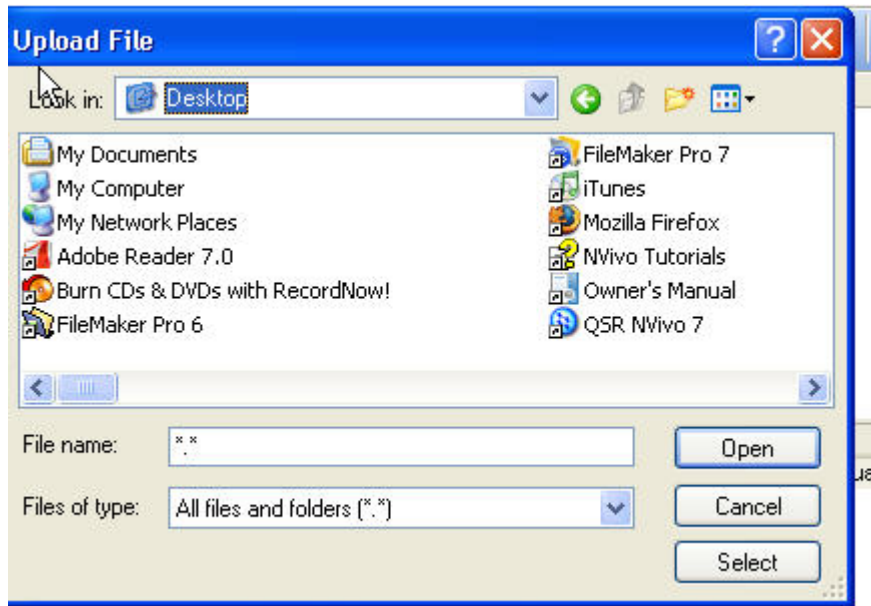 Upload File
Look in: Desktop
My Documents
My Computer
My Network Places
Adobe Reader 7.0
Burn CDs & DVDs with RecordNow!
FileMaker Pro 6
FileMaker Pro 7
iTunes
Mozilla Firefox
NVivo Tutorials
Owner's Manual
QSR NVivo 7
File name: *.*
Open
Files of type: All files and folders (*.*)
Cancel
Select